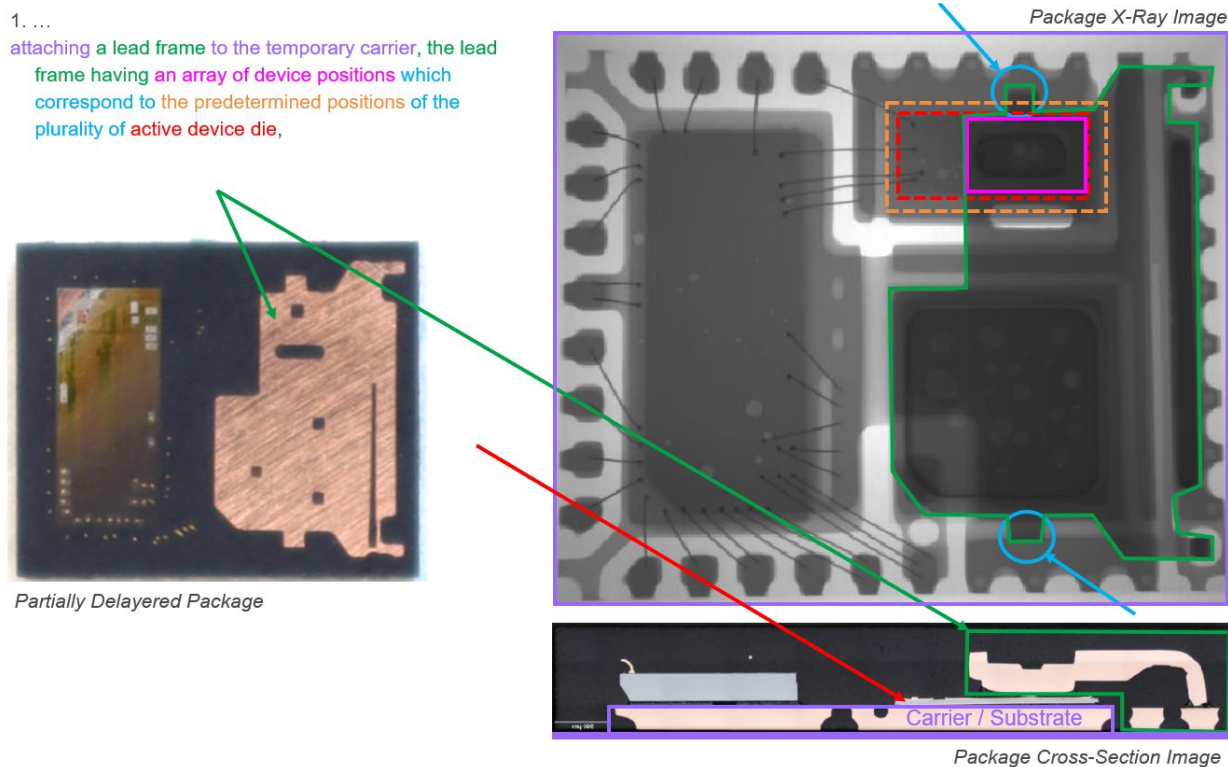 1. …
attaching a lead frame to the temporary carrier, the lead
frame having an array of device positions which
correspond to the predetermined positions of the
plurality of active device die,
Package X-Ray Image
Partially Delayered Package
Carrier / Substrate
Package Cross-Section Image